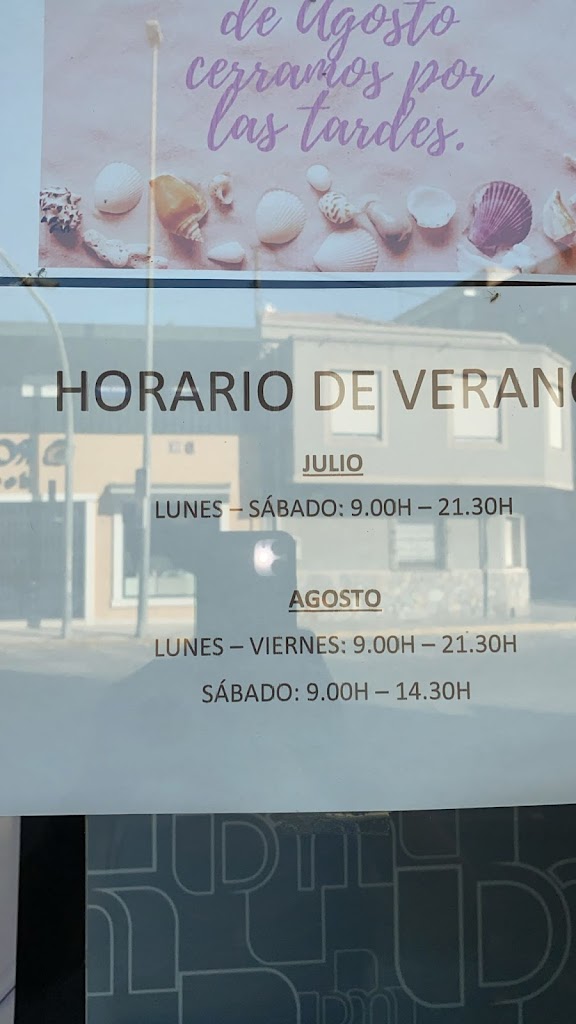 de Agosto
cerramos por
las tardes.
HORARIO DE VERANO
JULIO
LUNES – SÁBADO: 9.00H – 21.30H
AGOSTO
LUNES – VIERNES: 9.00H – 21.30H
SÁBADO: 9.00H – 14.30H